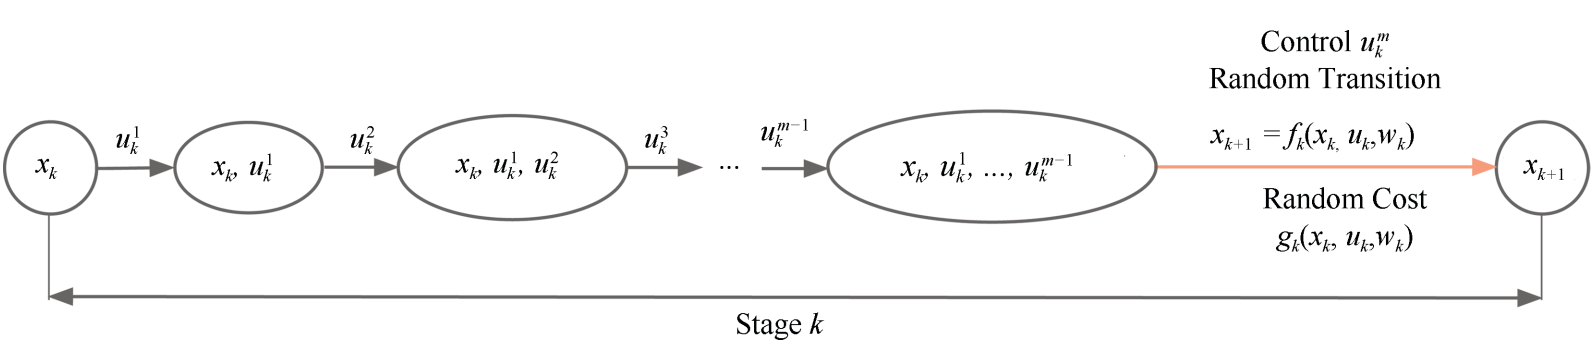 Control u_k^m
Random Transition
x_k
u_k^1
x_k, u_k^1
u_k^2
x_k, u_k^1, u_k^2
u_k^3
...
u_k^{m−1}
x_k, u_k^1, ..., u_k^{m−1}
x_{k+1} = f_k(x_k, u_k, w_k)
x_{k+1}
Random Cost
g_k(x_k, u_k, w_k)
Stage k